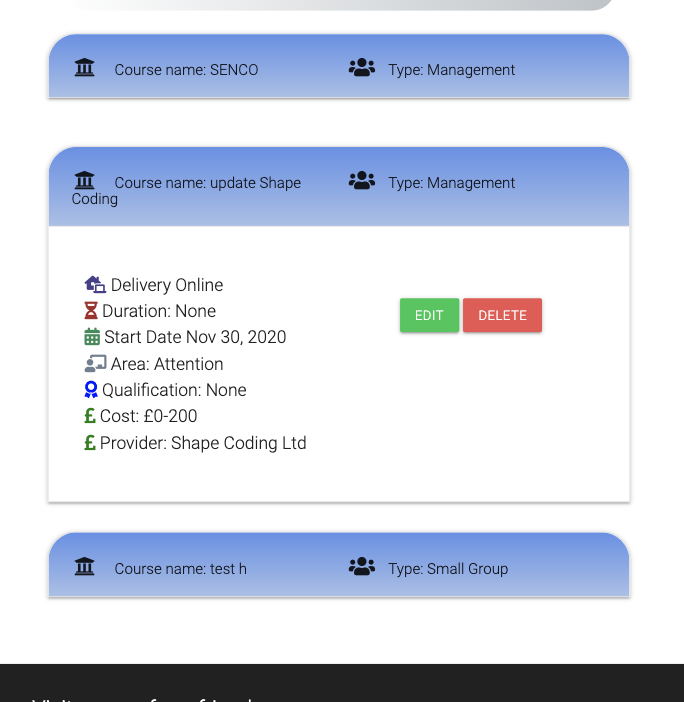 Course name: SENCO Type: Management
Course name: update Shape Type: Management
Coding
Delivery Online
Duration: None
EDIT DELETE
Start Date Nov 30, 2020
Area: Attention
Qualification: None
£ Cost: £0-200
£ Provider: Shape Coding Ltd
Course name: test h Type: Small Group